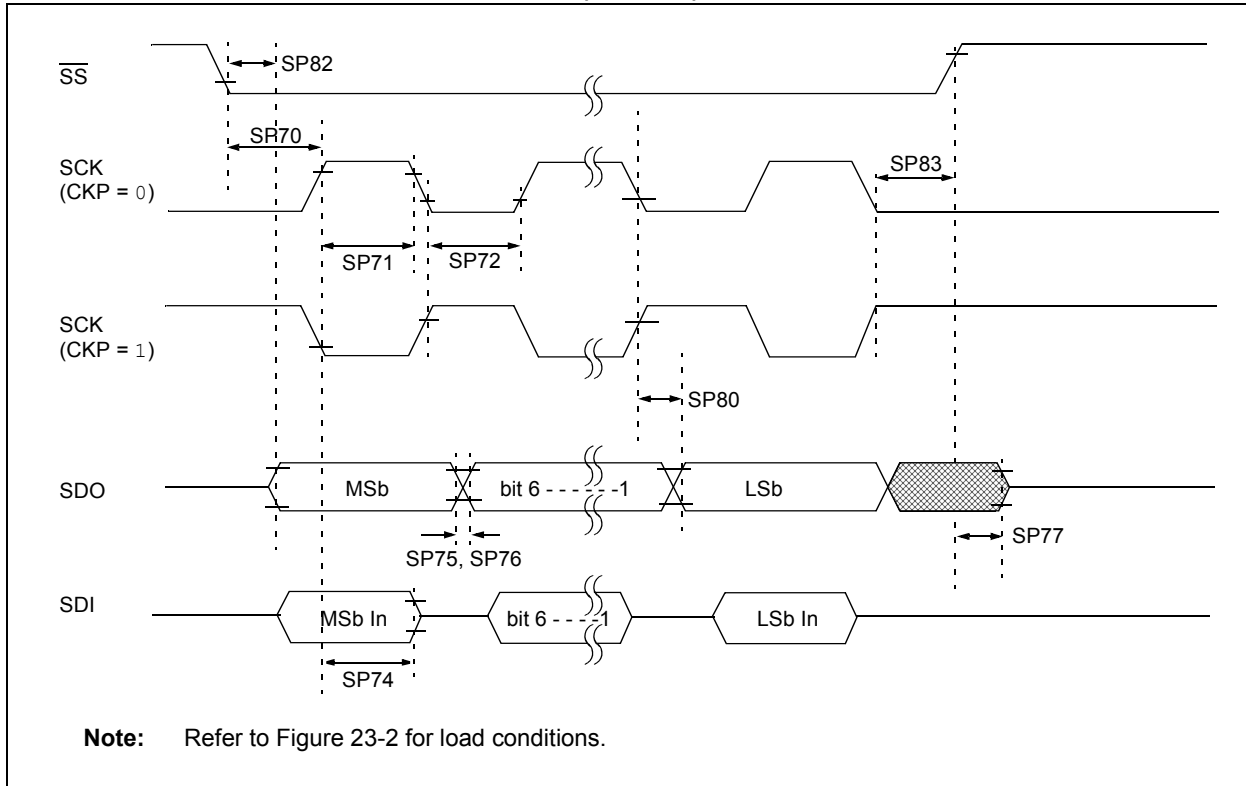 SS
SP82
SP70
SCK
(CKP = 0)
SP83
SP71
SP72
SCK
(CKP = 1)
SP80
SDO
MSb
bit 6 - - - - - -1
LSb
SP75, SP76
SP77
SDI
MSb In
bit 6 - - - -1
LSb In
SP74
Note: Refer to Figure 23-2 for load conditions.